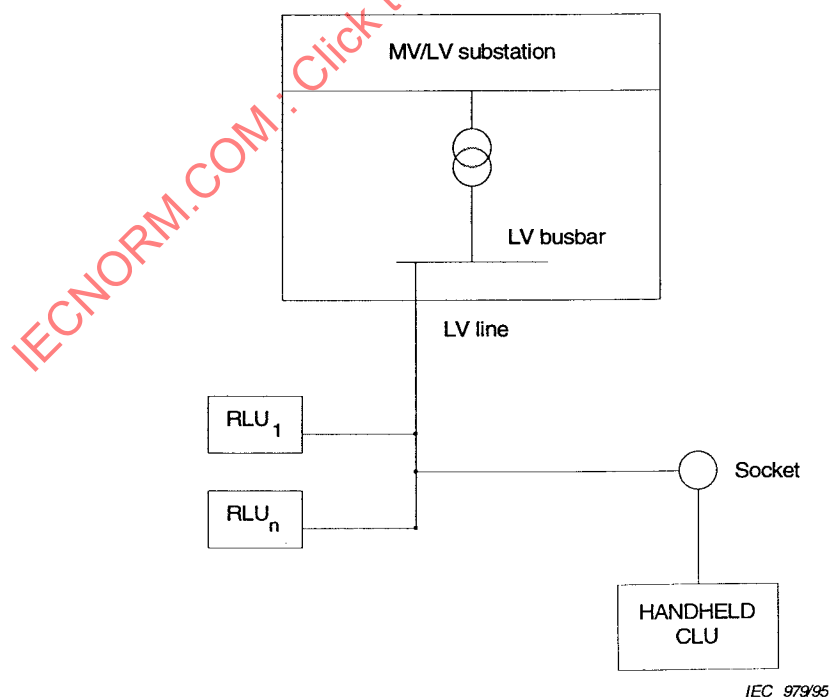 MV/LV substation
IECNORM.COM : Click t
LV busbar
LV line
RLU1
Socket
RLUn
HANDHELD
CLU
IEC 979/95